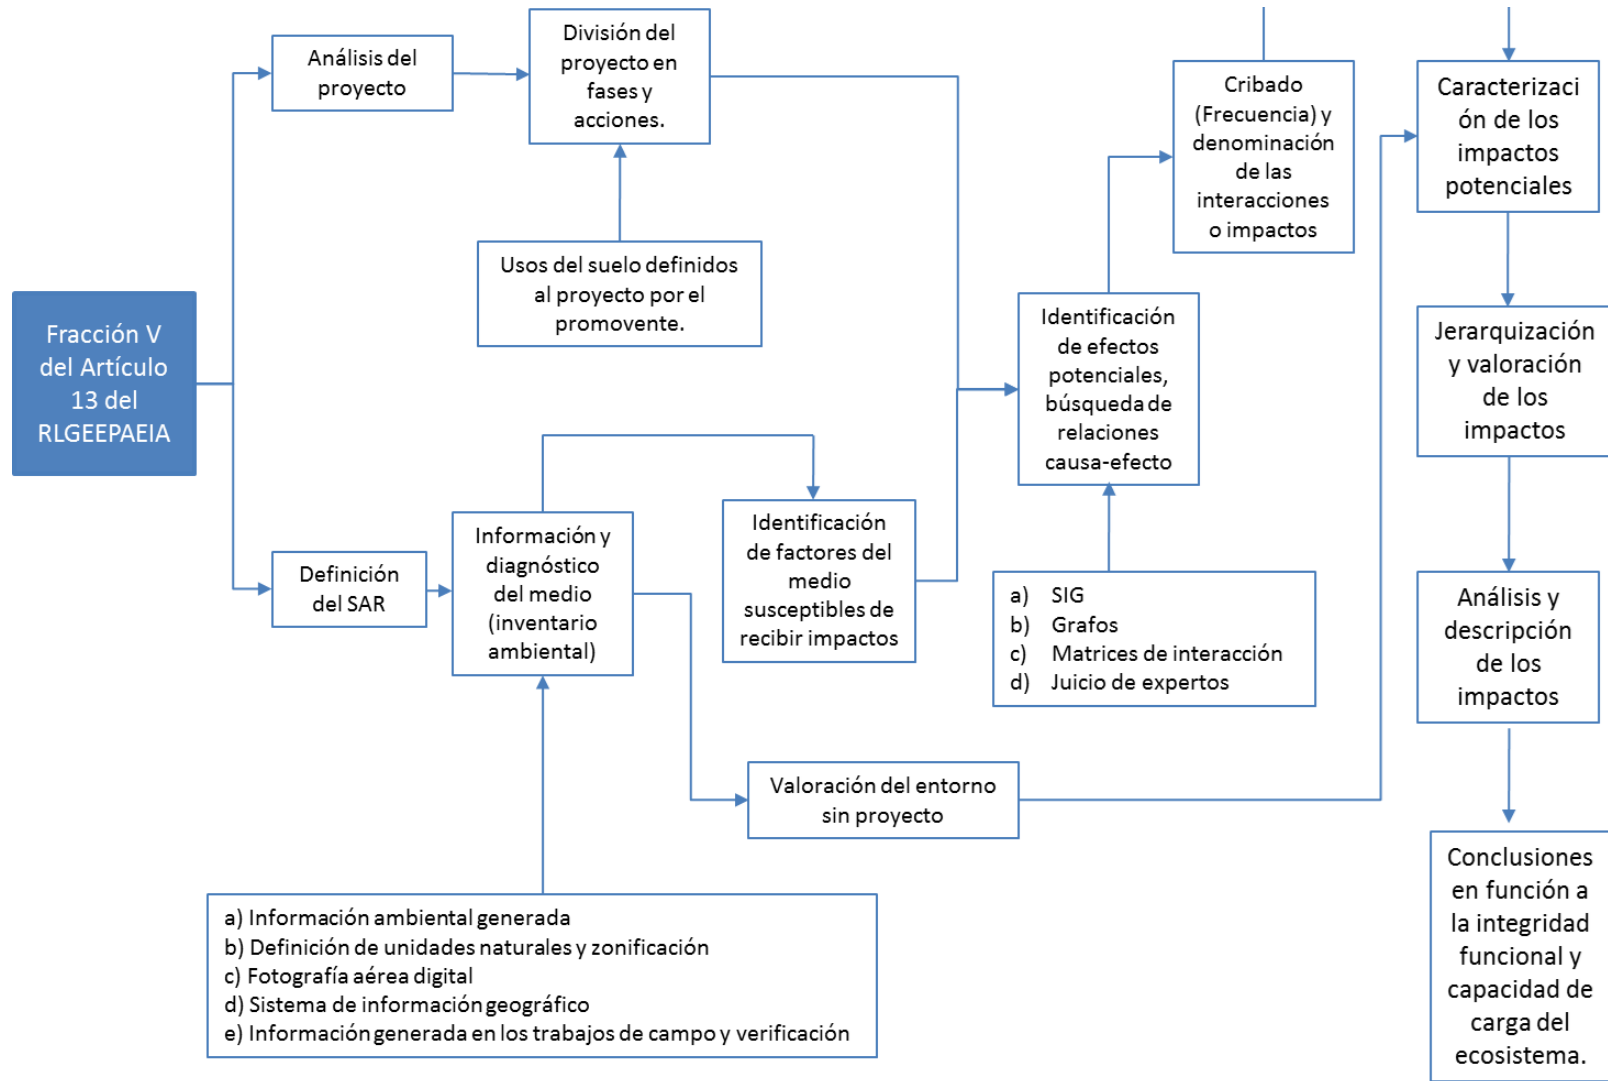 Análisis del
proyecto
División del
proyecto en
fases y
acciones.
Usos del suelo definidos
al proyecto por el
promovente.
Fracción V
del Artículo
13 del
RLGEEPAEIA
Definición
del SAR
Información y
diagnóstico
del medio
(inventario
ambiental)
Identificación
de factores del
medio
susceptibles de
recibir impactos
Identificación
de efectos
potenciales,
búsqueda de
relaciones
causa-efecto
Cribado
(Frecuencia) y
denominación
de las
interacciones
o impactos
a) SIG
b) Grafos
c) Matrices de interacción
d) Juicio de expertos
Valoración del entorno
sin proyecto
a) Información ambiental generada
b) Definición de unidades naturales y zonificación
c) Fotografía aérea digital
d) Sistema de información geográfico
e) Información generada en los trabajos de campo y verificación
Caracterizaci
ón de los
impactos
potenciales
Jerarquización
y valoración
de los
impactos
Análisis y
descripción
de los
impactos
Conclusiones
en función a
la integridad
funcional y
capacidad de
carga del
ecosistema.